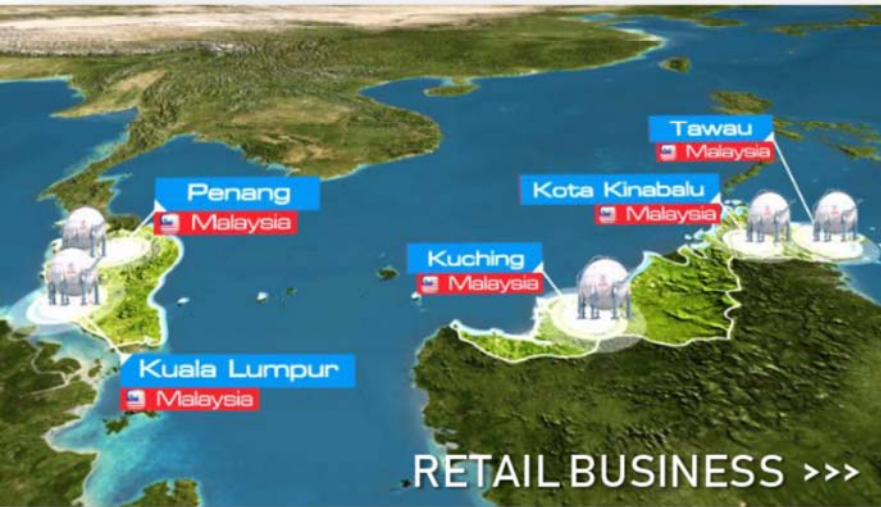 Tawau
Malaysia
Penang
Malaysia
Kota Kinabalu
Malaysia
Kuching
Malaysia
Kuala Lumpur
Malaysia
RETAIL BUSINESS >>>